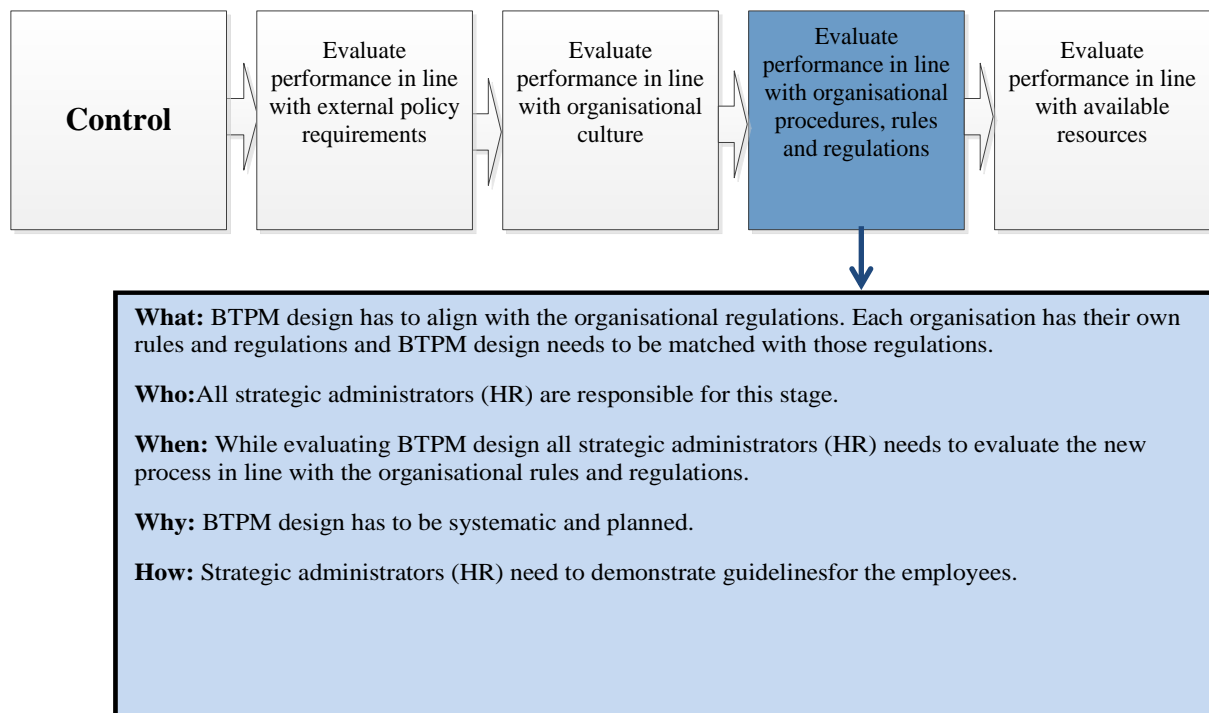 Control
Evaluate
performance in line
with external policy
requirements
Evaluate
performance in line
with organisational
culture
Evaluate
performance in line
with organisational
procedures, rules
and regulations
Evaluate
performance in line
with available
resources
What: BTPM design has to align with the organisational regulations. Each organisation has their own
rules and regulations and BTPM design needs to be matched with those regulations.
Who:All strategic administrators (HR) are responsible for this stage.
When: While evaluating BTPM design all strategic administrators (HR) needs to evaluate the new
process in line with the organisational rules and regulations.
Why: BTPM design has to be systematic and planned.
How: Strategic administrators (HR) need to demonstrate guidelinesfor the employees.